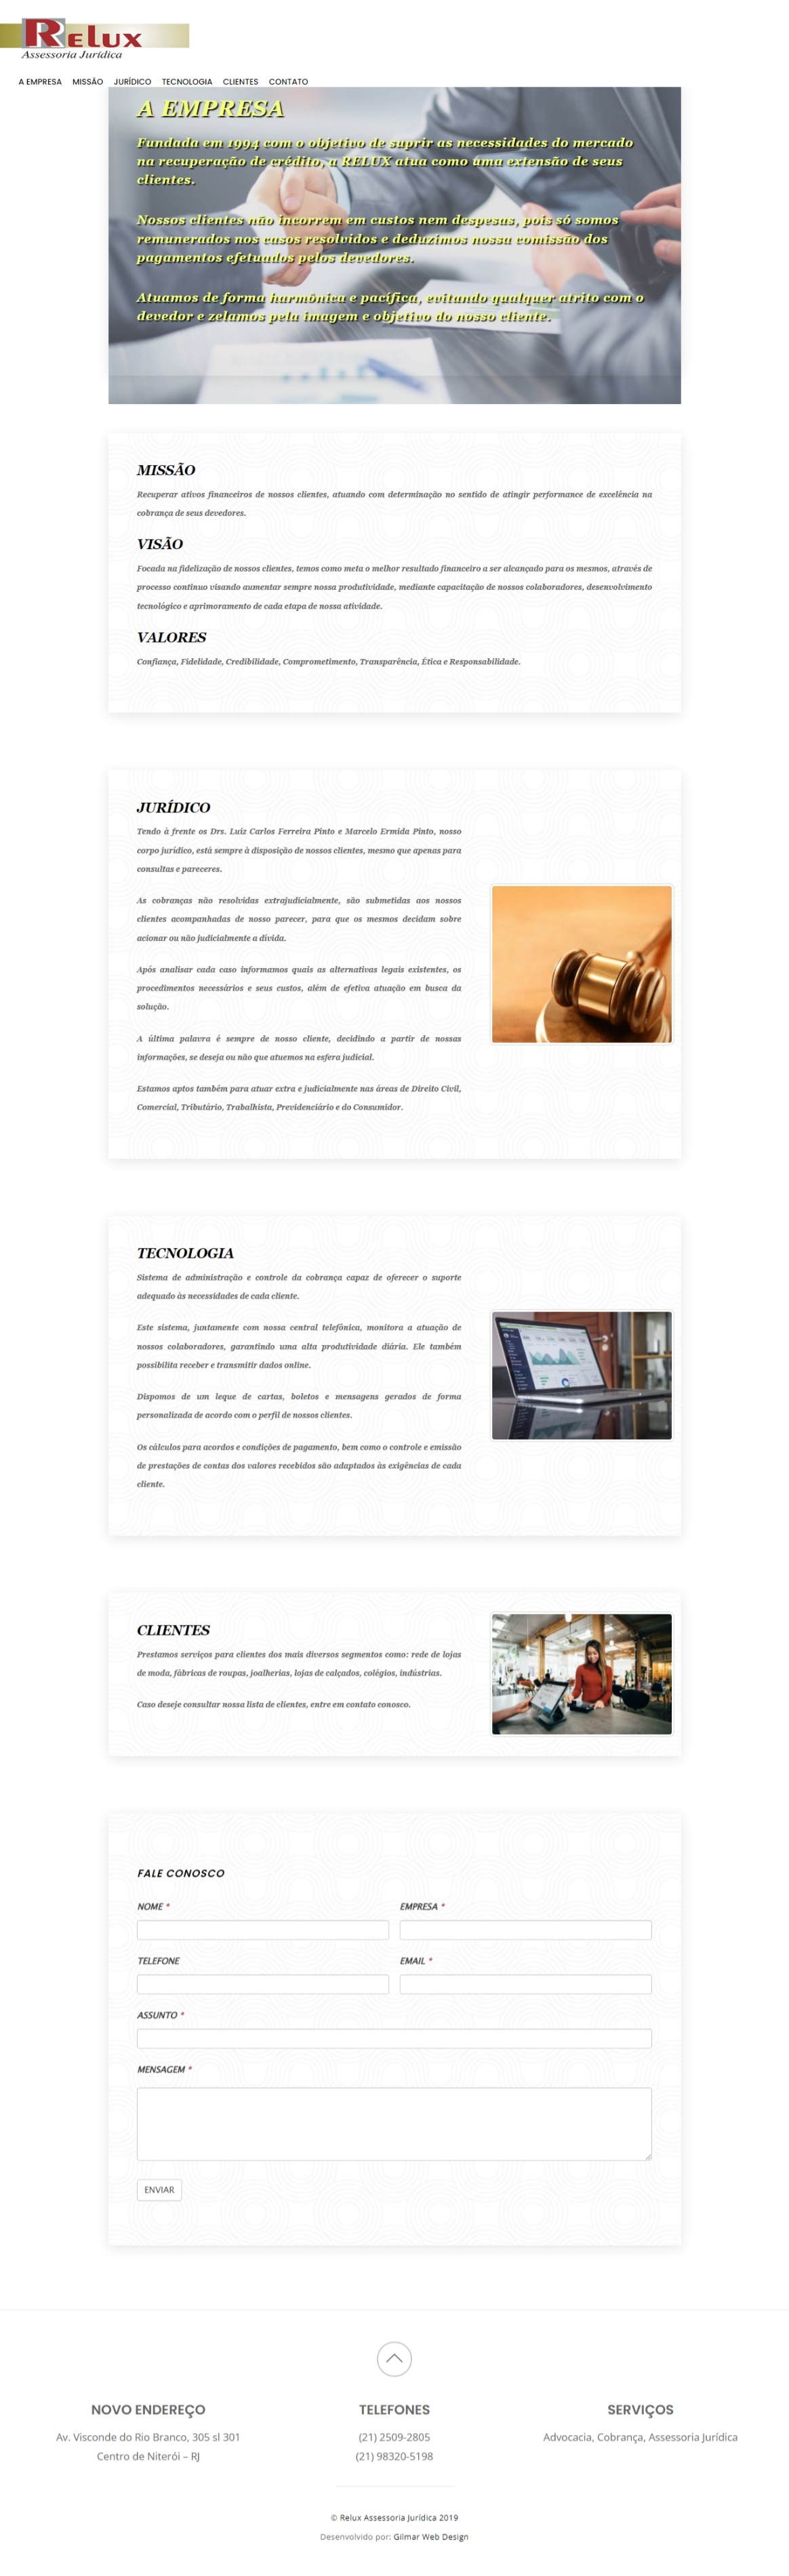 RELUX
Assessoria Jurídica
A EMPRESA MISSÃO JURÍDICO TECNOLOGIA CLIENTES CONTATO
A EMPRESA
Fundada em 1994 com o objetivo de suprir as necessidades do mercado
na recuperação de crédito, a RELUX atua como uma extensão de seus
clientes.
Nossos clientes não incorrem em custos nem despesas, pois só somos
remunerados nos casos resolvidos e deduzimos nossa comissão dos
pagamentos efetuados pelos devedores.
Atuamos de forma harmônica e pacífica, evitando qualquer atrito com o
devedor e zelamos pela imagem e objetivo do nosso cliente.
MISSÃO
Recuperar ativos financeiros de nossos clientes, atuando com determinação no sentido de atingir performance de excelência na
cobrança de seus devedores.
VISÃO
Focada na fidelização de nossos clientes, temos como meta o melhor resultado financeiro a ser alcançado para os mesmos, através de
processo contínuo visando aumentar sempre nossa produtividade, mediante capacitação de nossos colaboradores, desenvolvimento
tecnológico e aprimoramento de cada etapa de nossa atividade.
VALORES
Confiança, Fidelidade, Credibilidade, Comprometimento, Transparência, Ética e Responsabilidade.
JURÍDICO
Tendo à frente os Drs. Luiz Carlos Ferreira Pinto e Marcelo Ermida Pinto, nosso
corpo jurídico, está sempre à disposição de nossos clientes, mesmo que apenas para
consultas e pareceres.
As cobranças não resolvidas extrajudicialmente, são submetidas aos nossos
clientes acompanhadas de nosso parecer, para que os mesmos decidam sobre
acionar ou não judicialmente a dívida.
Após analisar cada caso informamos quais as alternativas legais existentes, os
procedimentos necessários e seus custos, além de efetiva atuação em busca da
solução.
A última palavra é sempre de nosso cliente, decidindo a partir de nossas
informações, se deseja ou não que atuemos na esfera judicial.
Estamos aptos também para atuar extra e judicialmente nas áreas de Direito Civil,
Comercial, Tributário, Trabalhista, Previdenciário e do Consumidor.
TECNOLOGIA
Sistema de administração e controle da cobrança capaz de oferecer o suporte
adequado às necessidades de cada cliente.
Este sistema, juntamente com nossa central telefônica, monitora a atuação de
nossos colaboradores, garantindo uma alta produtividade diária. Ele também
possibilita receber e transmitir dados online.
Dispomos de um leque de cartas, boletos e mensagens gerados de forma
personalizada de acordo com o perfil de nossos clientes.
Os cálculos para acordos e condições de pagamento, bem como o controle e emissão
de prestações de contas dos valores recebidos são adaptados às exigências de cada
cliente.
CLIENTES
Prestamos serviços para clientes dos mais diversos segmentos como: rede de lojas
de moda, fábricas de roupas, joalherias, lojas de calçados, colégios, indústrias.
Caso deseje consultar nossa lista de clientes, entre em contato conosco.
FALE CONOSCO
NOME * EMPRESA *
TELEFONE EMAIL *
ASSUNTO *
MENSAGEM *
ENVIAR
NOVO ENDEREÇO
Av. Visconde do Rio Branco, 305 sl 301
Centro de Niterói – RJ
TELEFONES
(21) 2509-2805
(21) 98320-5198
SERVIÇOS
Advocacia, Cobrança, Assessoria Jurídica
© Relux Assessoria Jurídica 2019
Desenvolvido por: Gilmar Web Design